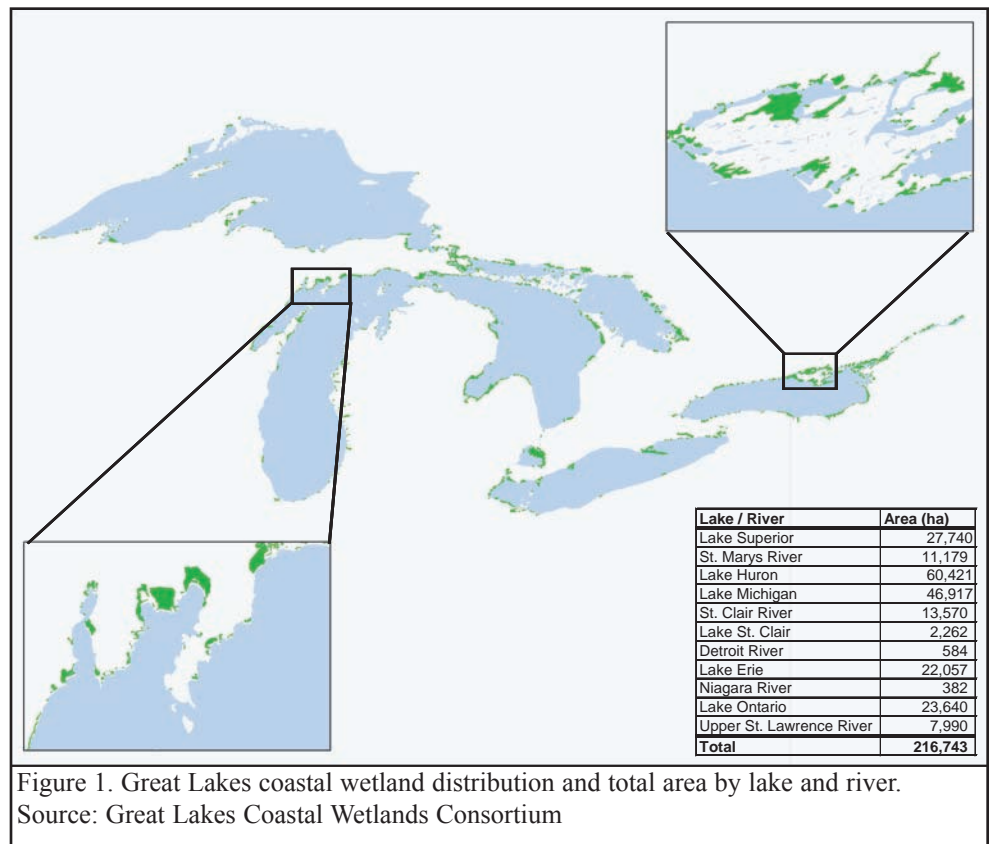 Lake / River Area (ha)
Lake Superior 27,740
St. Marys River 11,179
Lake Huron 60,421
Lake Michigan 46,917
St. Clair River 13,570
Lake St. Clair 2,262
Detroit River 584
Lake Erie 22,057
Niagara River 382
Lake Ontario 23,640
Upper St. Lawrence River 7,990
Total 216,743
Figure 1. Great Lakes coastal wetland distribution and total area by lake and river.
Source: Great Lakes Coastal Wetlands Consortium